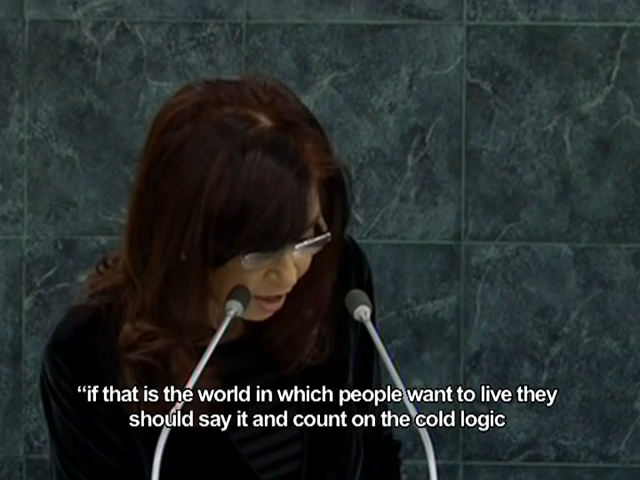 “if that is the world in which people want to live they
should say it and count on the cold logic